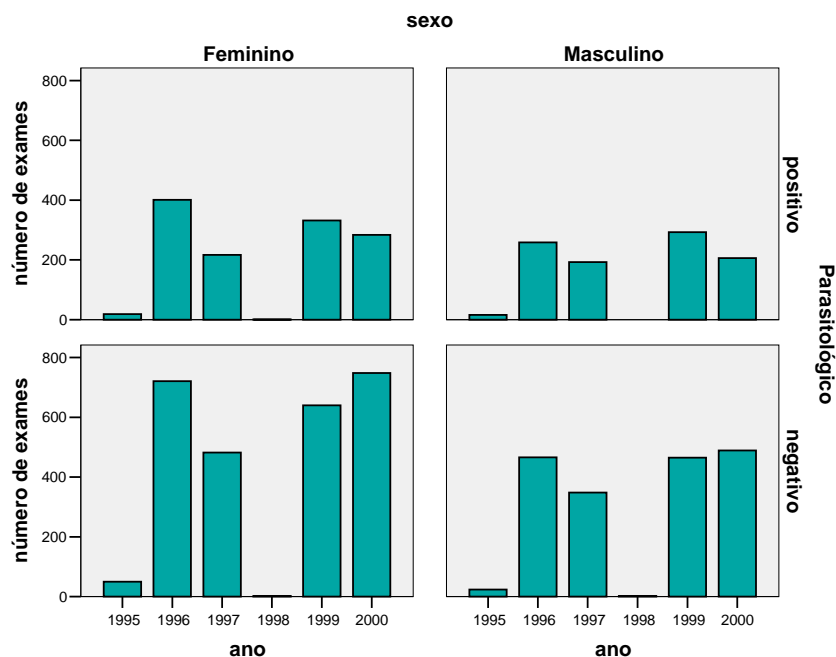 sexo
Feminino
Masculino
número de exames
800
600
400
200
0
positivo
Parasitológico
número de exames
800
600
400
200
0
negativo
1995 1996 1997 1998 1999 2000
1995 1996 1997 1998 1999 2000
ano
ano